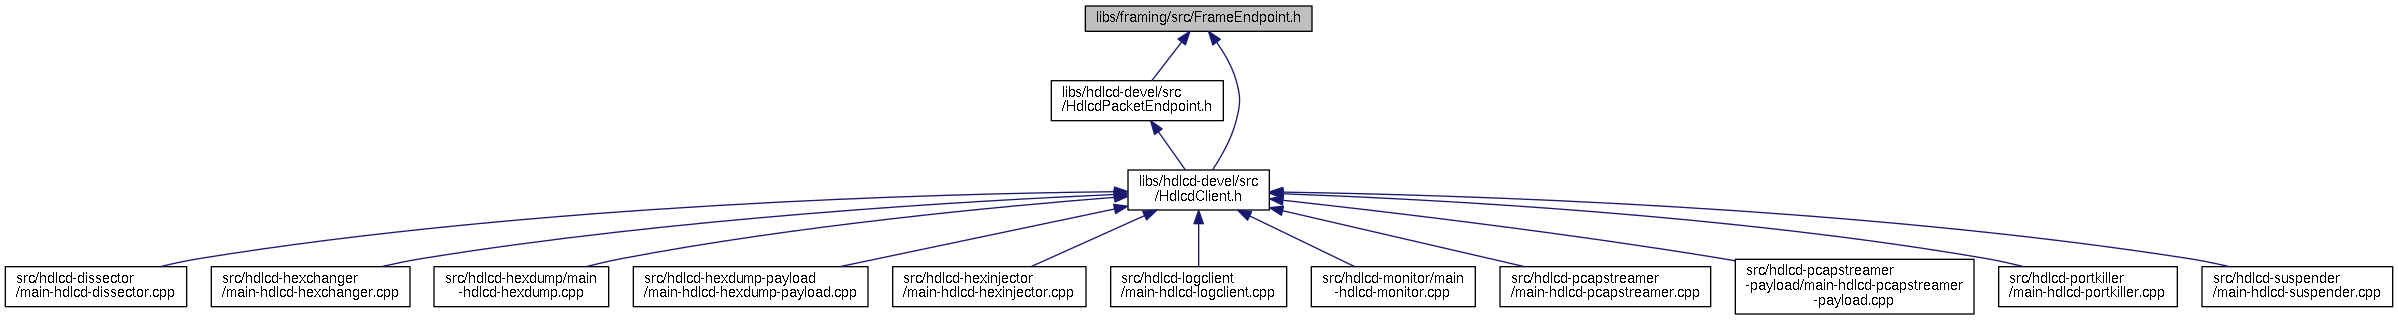 libs/framing/src/FrameEndpoint.h
libs/hdlcd-devel/src
/HdlcdPacketEndpoint.h
libs/hdlcd-devel/src
/HdlcdClient.h
src/hdlcd-dissector
/main-hdlcd-dissector.cpp
src/hdlcd-hexchanger
/main-hdlcd-hexchanger.cpp
src/hdlcd-hexdump/main
-hdlcd-hexdump.cpp
src/hdlcd-hexdump-payload
/main-hdlcd-hexdump-payload.cpp
src/hdlcd-hexinjector
/main-hdlcd-hexinjector.cpp
src/hdlcd-logclient
/main-hdlcd-logclient.cpp
src/hdlcd-monitor/main
-hdlcd-monitor.cpp
src/hdlcd-pcapstreamer
/main-hdlcd-pcapstreamer.cpp
src/hdlcd-pcapstreamer
-payload/main-hdlcd-pcapstreamer
-payload.cpp
src/hdlcd-portkiller
/main-hdlcd-portkiller.cpp
src/hdlcd-suspender
/main-hdlcd-suspender.cpp